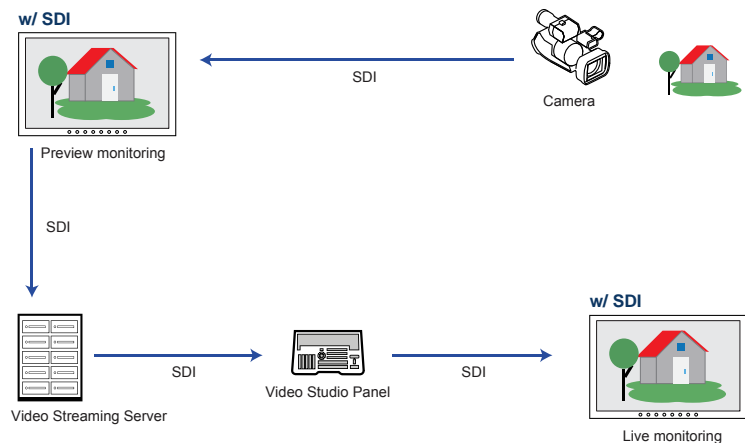 w/ SDI
SDI
Camera
Preview monitoring
SDI
w/ SDI
SDI
Video Studio Panel
SDI
Video Streaming Server
Live monitoring